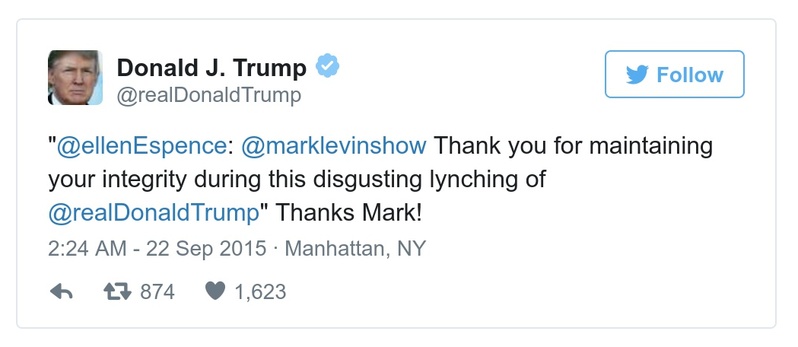 Donald J. Trump
@realDonaldTrump
Follow
"@ellenEspence: @marklevinshow Thank you for maintaining
your integrity during this disgusting lynching of
@realDonaldTrump" Thanks Mark!
2:24 AM - 22 Sep 2015 · Manhattan, NY
874 1,623